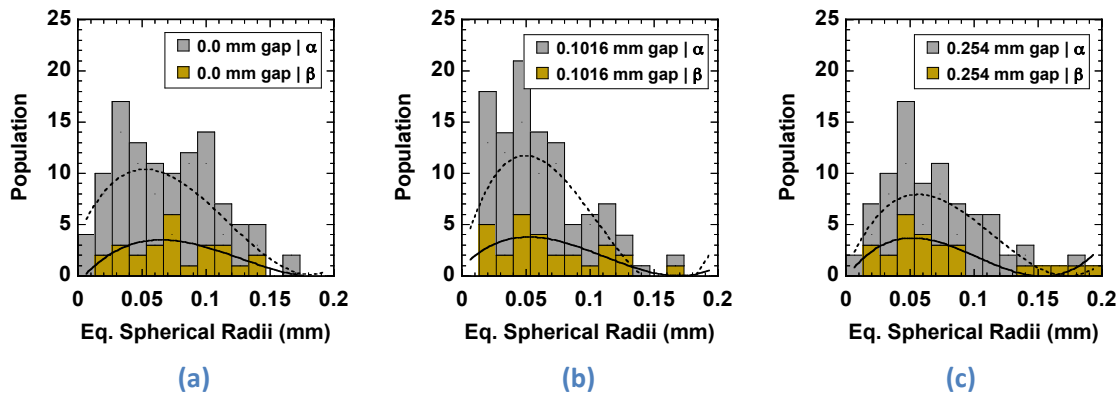 25
20
15
10
5
0
Population
0.0 mm gap | α
0.0 mm gap | β
0 0.05 0.1 0.15 0.2
Eq. Spherical Radii (mm)
(a)
25
20
15
10
5
0
Population
0.1016 mm gap | α
0.1016 mm gap | β
0 0.05 0.1 0.15 0.2
Eq. Spherical Radii (mm)
(b)
25
20
15
10
5
0
Population
0.254 mm gap | α
0.254 mm gap | β
0 0.05 0.1 0.15 0.2
Eq. Spherical Radii (mm)
(c)